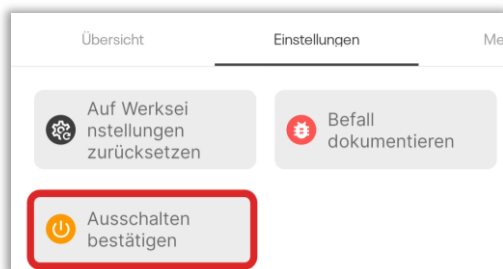 Übersicht Einstellungen Me
Auf Werksei
nstellungen
zurücksetzen
Befall
dokumentieren
Ausschalten
bestätigen